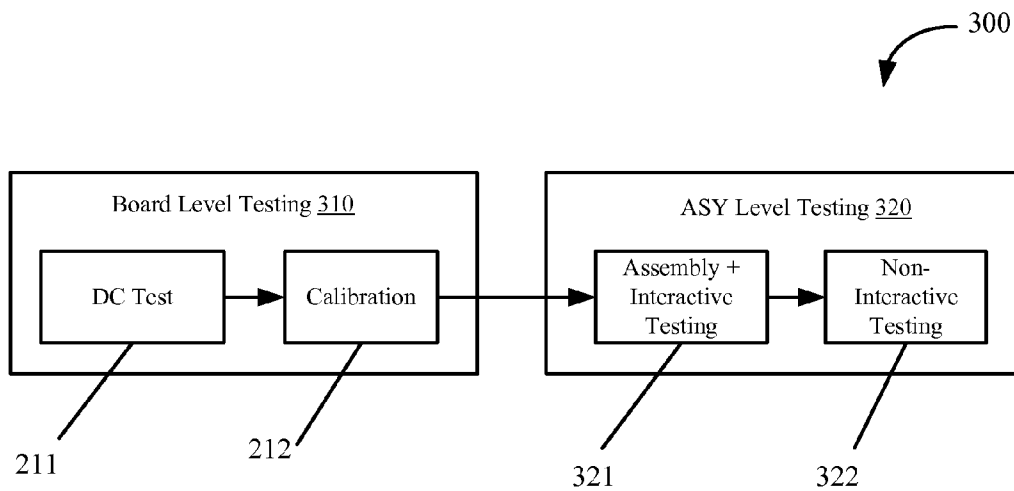 300
Board Level Testing 310
ASY Level Testing 320
DC Test
Calibration
Assembly +
Interactive
Testing
Non-
Interactive
Testing
211
212
321
322